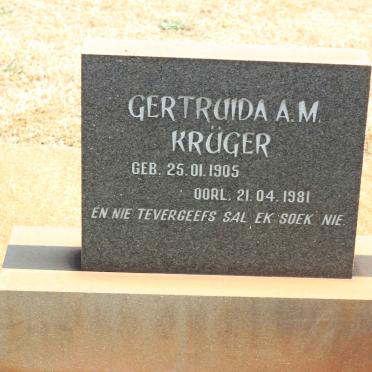 GERTRUIDA A.M.
KRÜGER
GEB. 25.01.1905
OORL. 21.04.1981
EN NIE TEVERGEEFS SAL EK SOEK NIE.